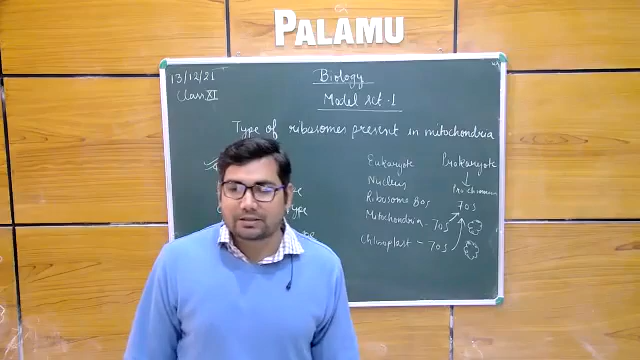 PALAMU
13/12/21
Class XI
Biology
Model set. 1
Type of ribosomes present in mitochondria
Eukaryote
Nucleus
Ribosome 80s
Mitochondria - 70s
Chloroplast - 70s
Prokaryote
70s
type